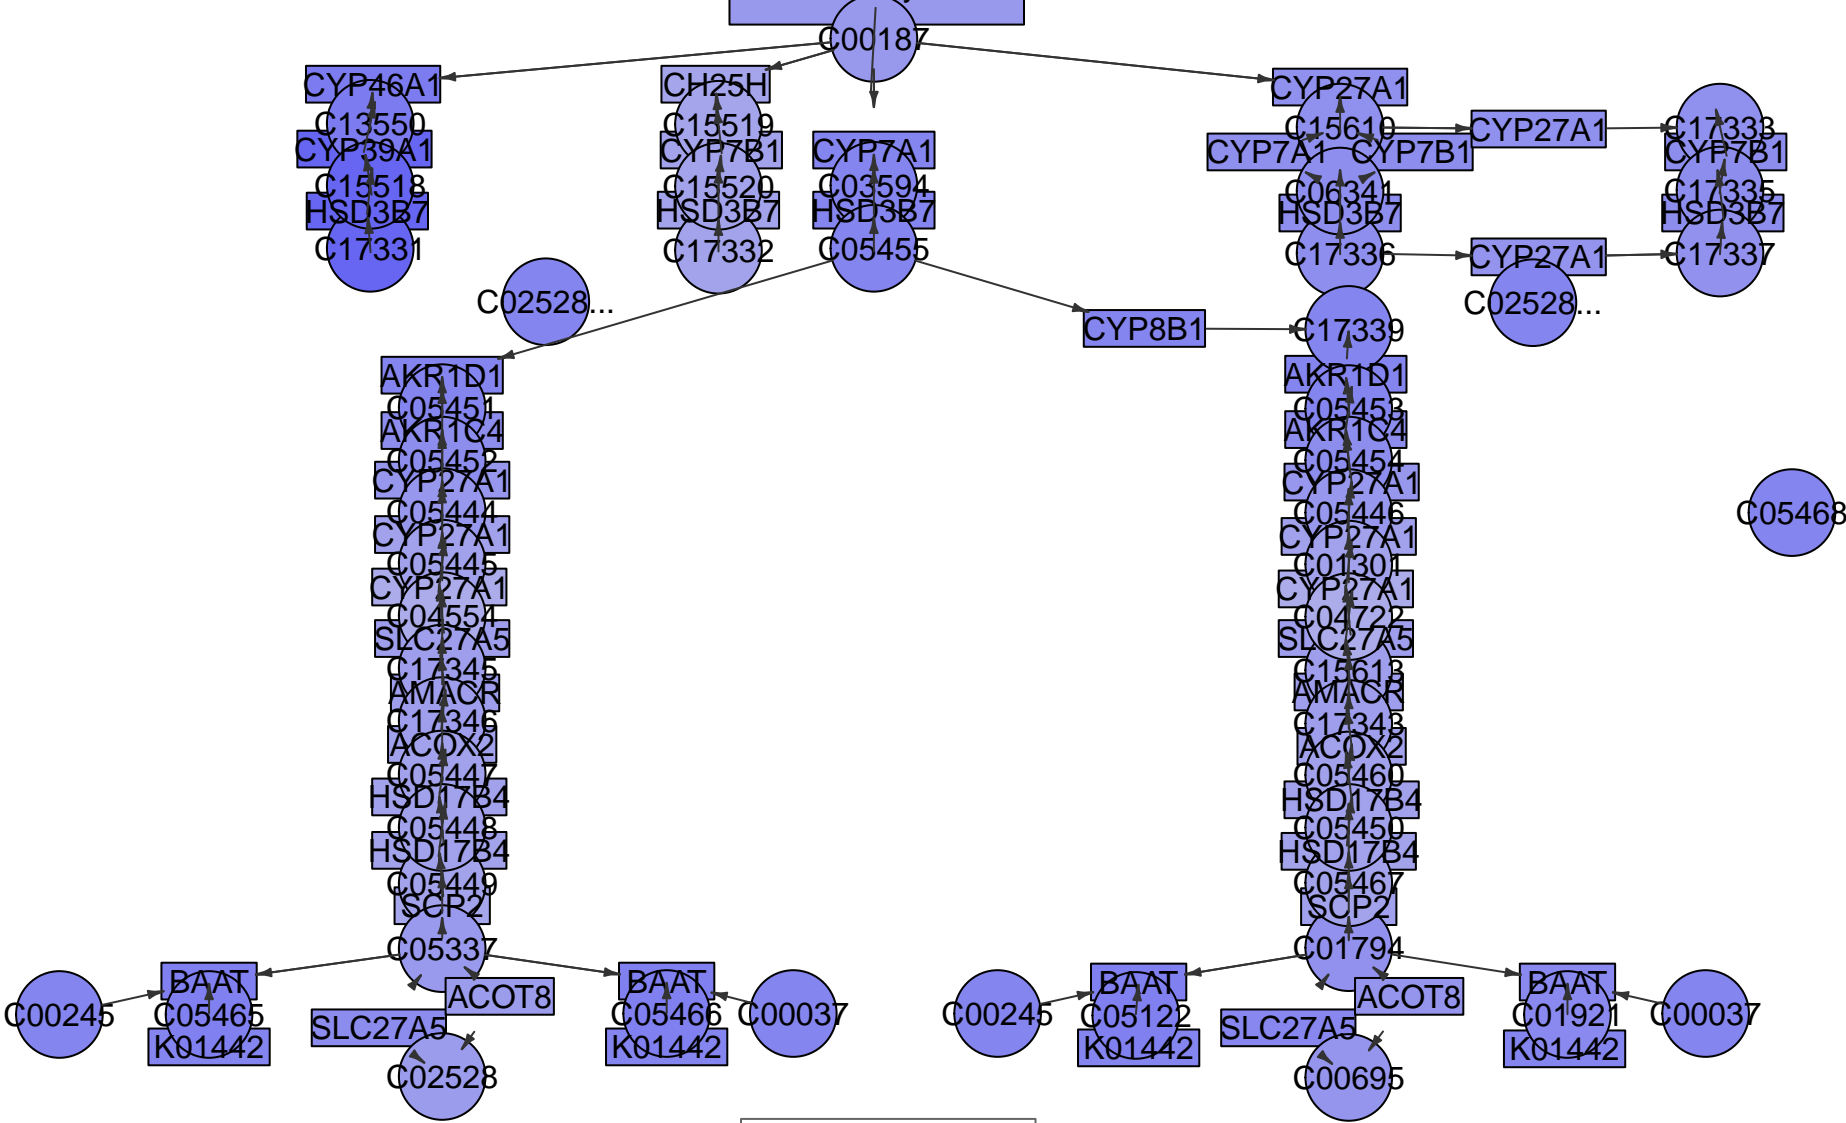 C00187
CYP46A1
C13550
CYP39A1
C15518
HSD3B7
C17331
CH25H
C15519
CYP7B1
C15520
HSD3B7
C17332
CYP7A1
C03594
HSD3B7
C05455
CYP27A1
C15610
CYP7A1
CYP7B1
C06341
HSD3B7
C17336
CYP27A1
C17333
CYP7B1
C17335
HSD3B7
CYP27A1
C17337
C02528...
C02528...
CYP8B1
C17339
AKR1D1
C05451
AKR1C4
C05452
CYP27A1
C05444
CYP27A1
C05445
CYP27A1
C04554
SLC27A5
C17345
AMACR
C17346
ACOX2
C05447
HSD17B4
C05448
HSD17B4
C05449
SCP2
C05337
AKR1D1
C05453
AKR1C4
C05454
CYP27A1
C05446
CYP27A1
C01301
CYP27A1
C04722
SLC27A5
C15613
AMACR
C17343
ACOX2
C05460
HSD17B4
C05450
HSD17B4
C05467
SCP2
C01794
C05468
C00245
BAAT
C05465
K01442
SLC27A5
ACOT8
C02528
BAAT
C05466
K01442
C00037
C00245
BAAT
C05122
K01442
SLC27A5
ACOT8
C00695
BAAT
C01921
K01442
C00037